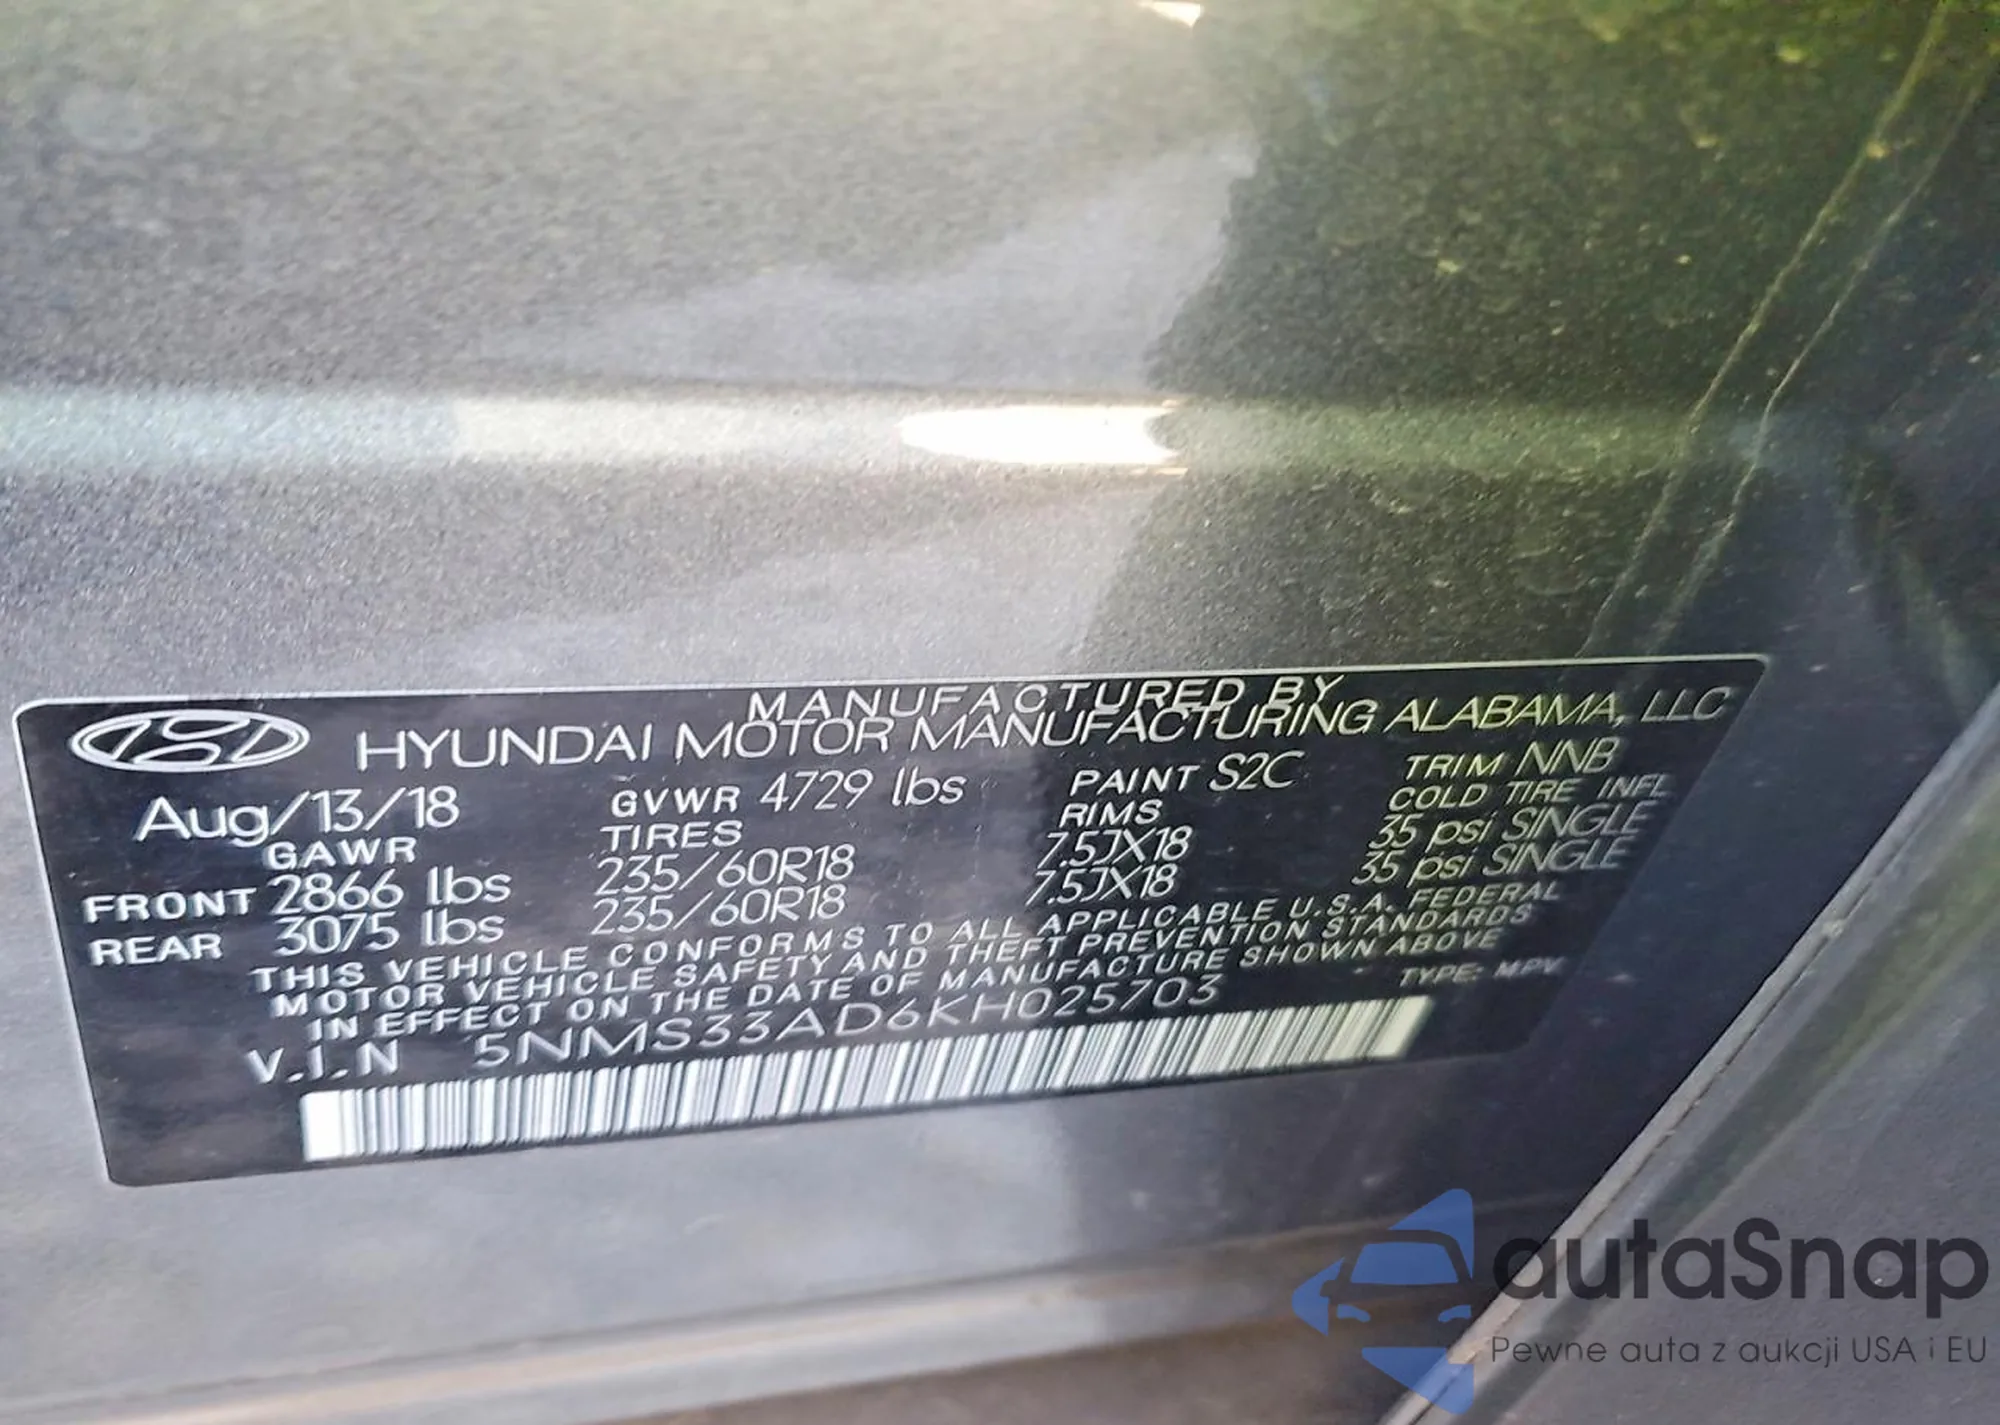 MANUFACTURED BY
HYUNDAI MOTOR MANUFACTURING ALABAMA, LLC
Aug/13/18 GVWR 4729 lbs PAINT S2C TRIM NNB
GAWR TIRES RIMS COLD TIRE INFL
FRONT 2866 lbs 235/60R18 7.5JX18 35 psi SINGLE
REAR 3075 lbs 235/60R18 7.5JX18 35 psi SINGLE
THIS VEHICLE CONFORMS TO ALL APPLICABLE U.S.A. FEDERAL
MOTOR VEHICLE SAFETY AND THEFT PREVENTION STANDARDS
IN EFFECT ON THE DATE OF MANUFACTURE SHOWN ABOVE
V.I.N 5NMS33AD6KH025703 TYPE: MPV
autaSnap
Pewne auta z aukcji USA i EU